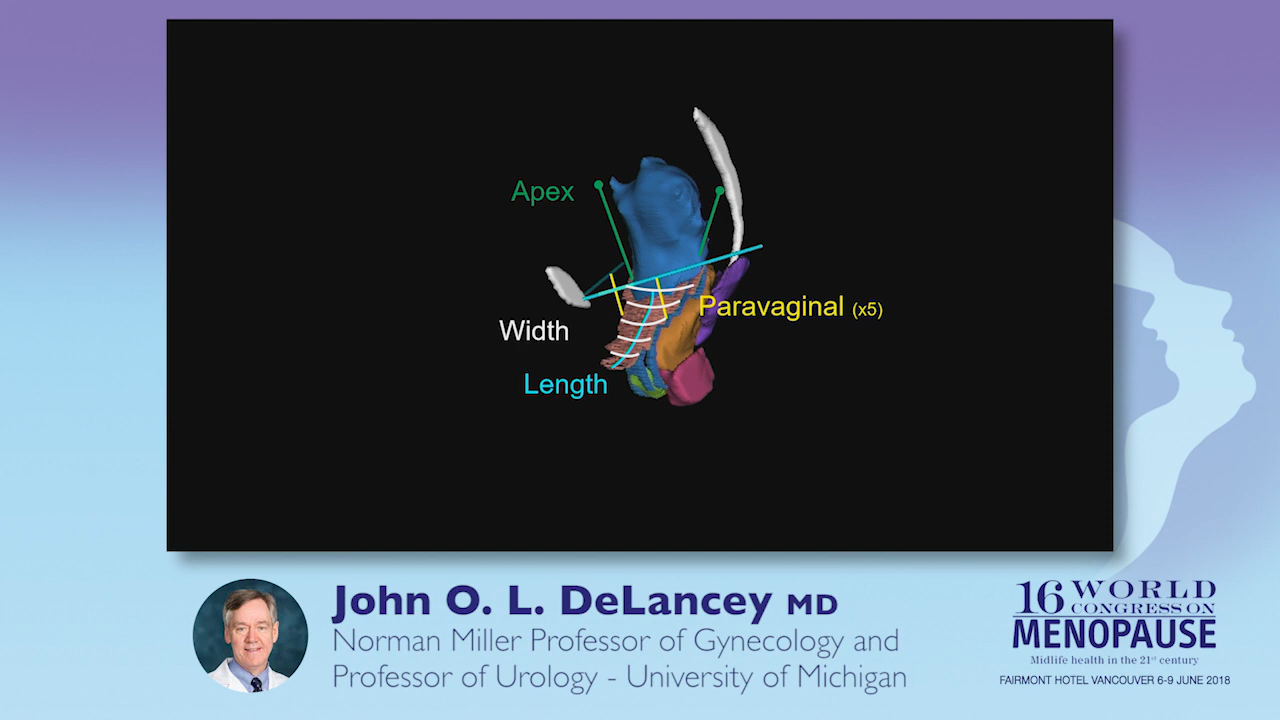 Apex
Paravaginal (x5)
Width
Length
John O. L. DeLancey MD
Norman Miller Professor of Gynecology and
Professor of Urology - University of Michigan
16 WORLD
CONGRESS ON
MENOPAUSE
Midlife health in the 21st century
FAIRMONT HOTEL VANCOUVER 6-9 JUNE 2018